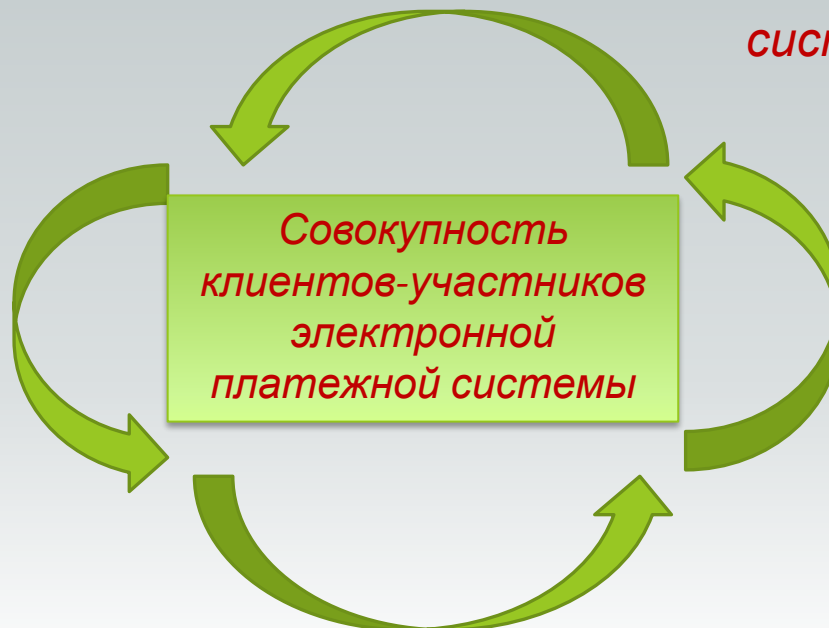 Совокупность
клиентов-участников
электронной
платежной системы